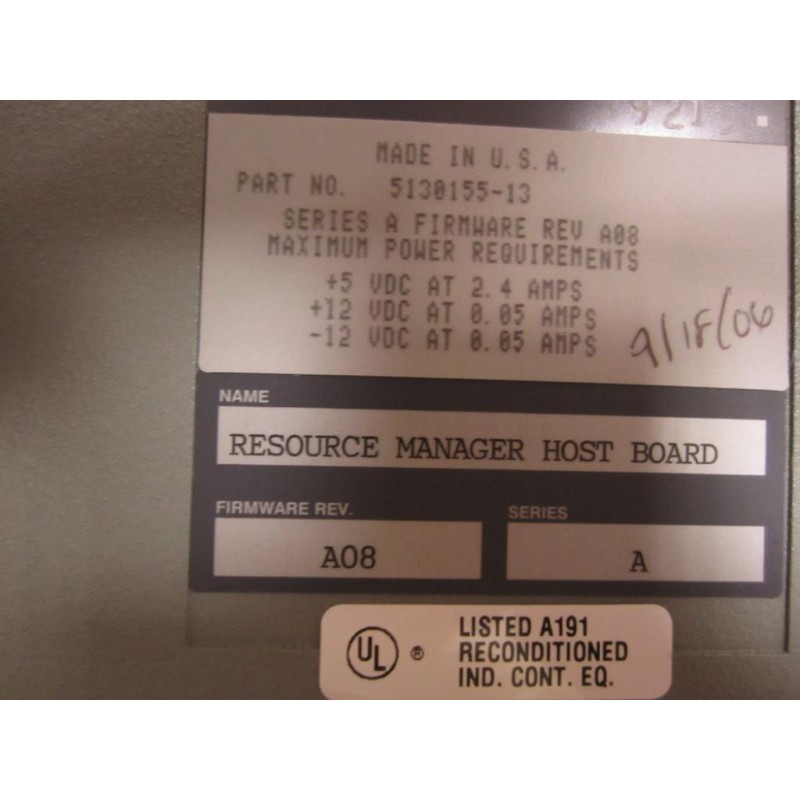 MADE IN U.S.A.
PART NO. 5130155-13
SERIES A FIRMWARE REV A08
MAXIMUM POWER REQUIREMENTS
+5 VDC AT 2.4 AMPS
+12 VDC AT 0.05 AMPS
-12 VDC AT 0.05 AMPS
9/18/06
NAME
RESOURCE MANAGER HOST BOARD
FIRMWARE REV.
SERIES
A08
A
UL ®
LISTED A191
RECONDITIONED
IND. CONT. EQ.